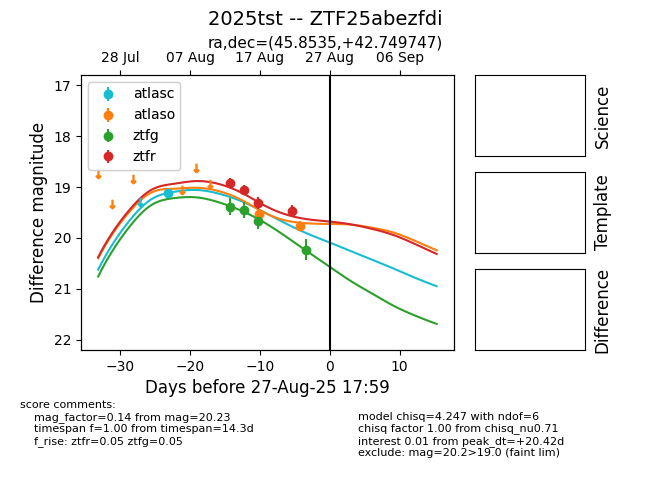 2025tst -- ZTF25abezfdi
ra,dec=(45.8535,+42.749747)
28 Jul 07 Aug 17 Aug 27 Aug 06 Sep
atlasc
atlaso
ztfg
ztfr
17
18
19
20
21
22
Difference magnitude
−30 −20 −10 0 10
Days before 27-Aug-25 17:59
Science
Template
Difference
score comments:
mag_factor=0.14 from mag=20.23
timespan f=1.00 from timespan=14.3d
f_rise: ztfr=0.05 ztfg=0.05
model chisq=4.247 with ndof=6
chisq factor 1.00 from chisq_nu0.71
interest 0.01 from peak_dt=+20.42d
exclude: mag=20.2>19.0 (faint lim)